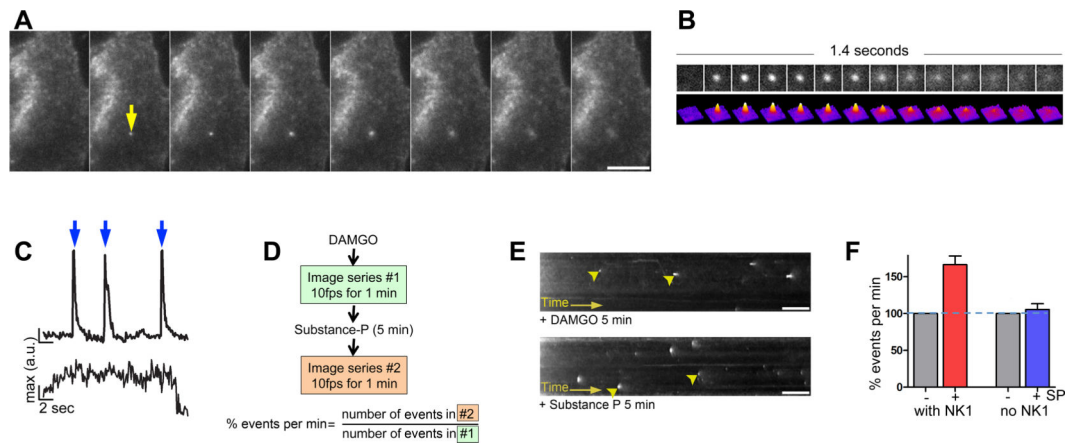 A
B
1.4 seconds
C
max (a.u.)
2 sec
D
DAMGO
Image series #1
10fps for 1 min
Substance-P (5 min)
Image series #2
10fps for 1 min
% events per min=
number of events in #2
number of events in #1
E
Time
+ DAMGO 5 min
Time
+ Substance P 5 min
F
% events per min
150
100
50
0
- + - + SP
with NK1 no NK1